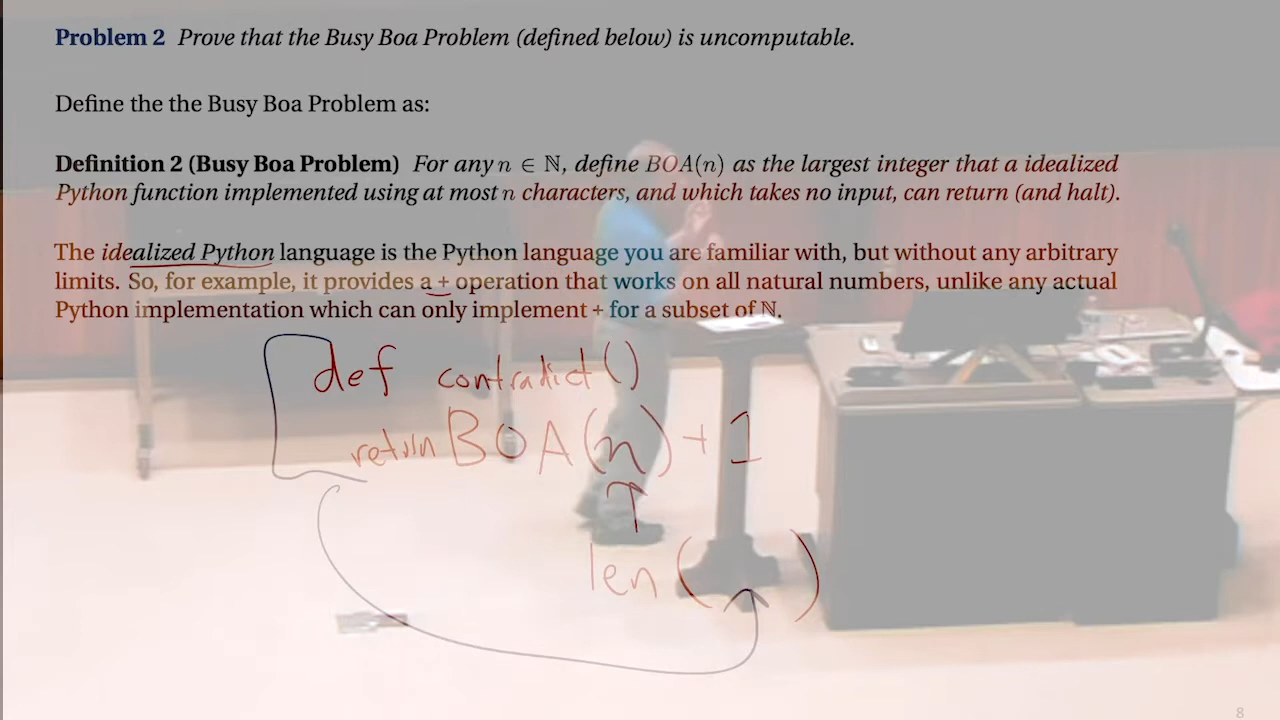 Problem 2 Prove that the Busy Boa Problem (defined below) is uncomputable.
Define the the Busy Boa Problem as:
Definition 2 (Busy Boa Problem) For any n ∈ ℕ, define BOA(n) as the largest integer that a idealized
Python function implemented using at most n characters, and which takes no input, can return (and halt).
The idealized Python language is the Python language you are familiar with, but without any arbitrary
limits. So, for example, it provides a + operation that works on all natural numbers, unlike any actual
Python implementation which can only implement + for a subset of ℕ.
def contradict()
return BOA(n) + 1
len( )
8